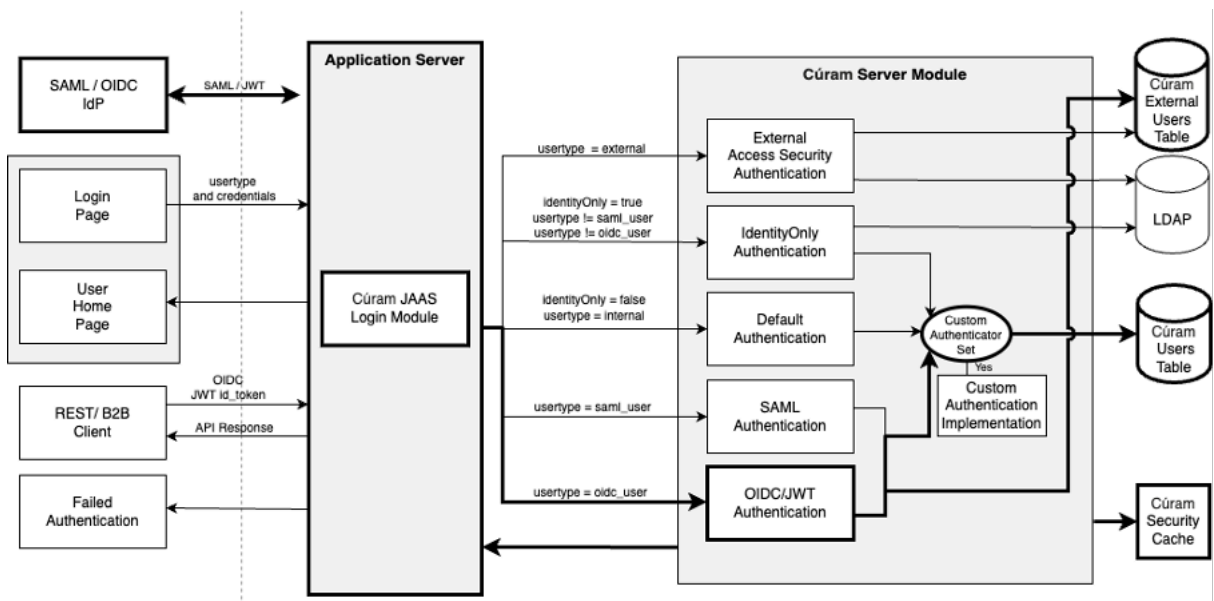 SAML / OIDC
IdP
SAML / JWT
Login
Page
usertype
and credentials
User
Home
Page
OIDC
JWT id_token
REST/ B2B
Client
API Response
Failed
Authentication
Application Server
Cúram JAAS
Login Module
usertype = external
identityOnly = true
usertype != saml_user
usertype != oidc_user
identityOnly = false
usertype = internal
usertype = saml_user
usertype = oidc_user
Cúram Server Module
External
Access Security
Authentication
IdentityOnly
Authentication
Default
Authentication
SAML
Authentication
OIDC/JWT
Authentication
Custom
Authenticator
Set
Yes
Custom
Authentication
Implementation
Cúram
External
Users
Table
LDAP
Cúram
Users
Table
Cúram
Security
Cache